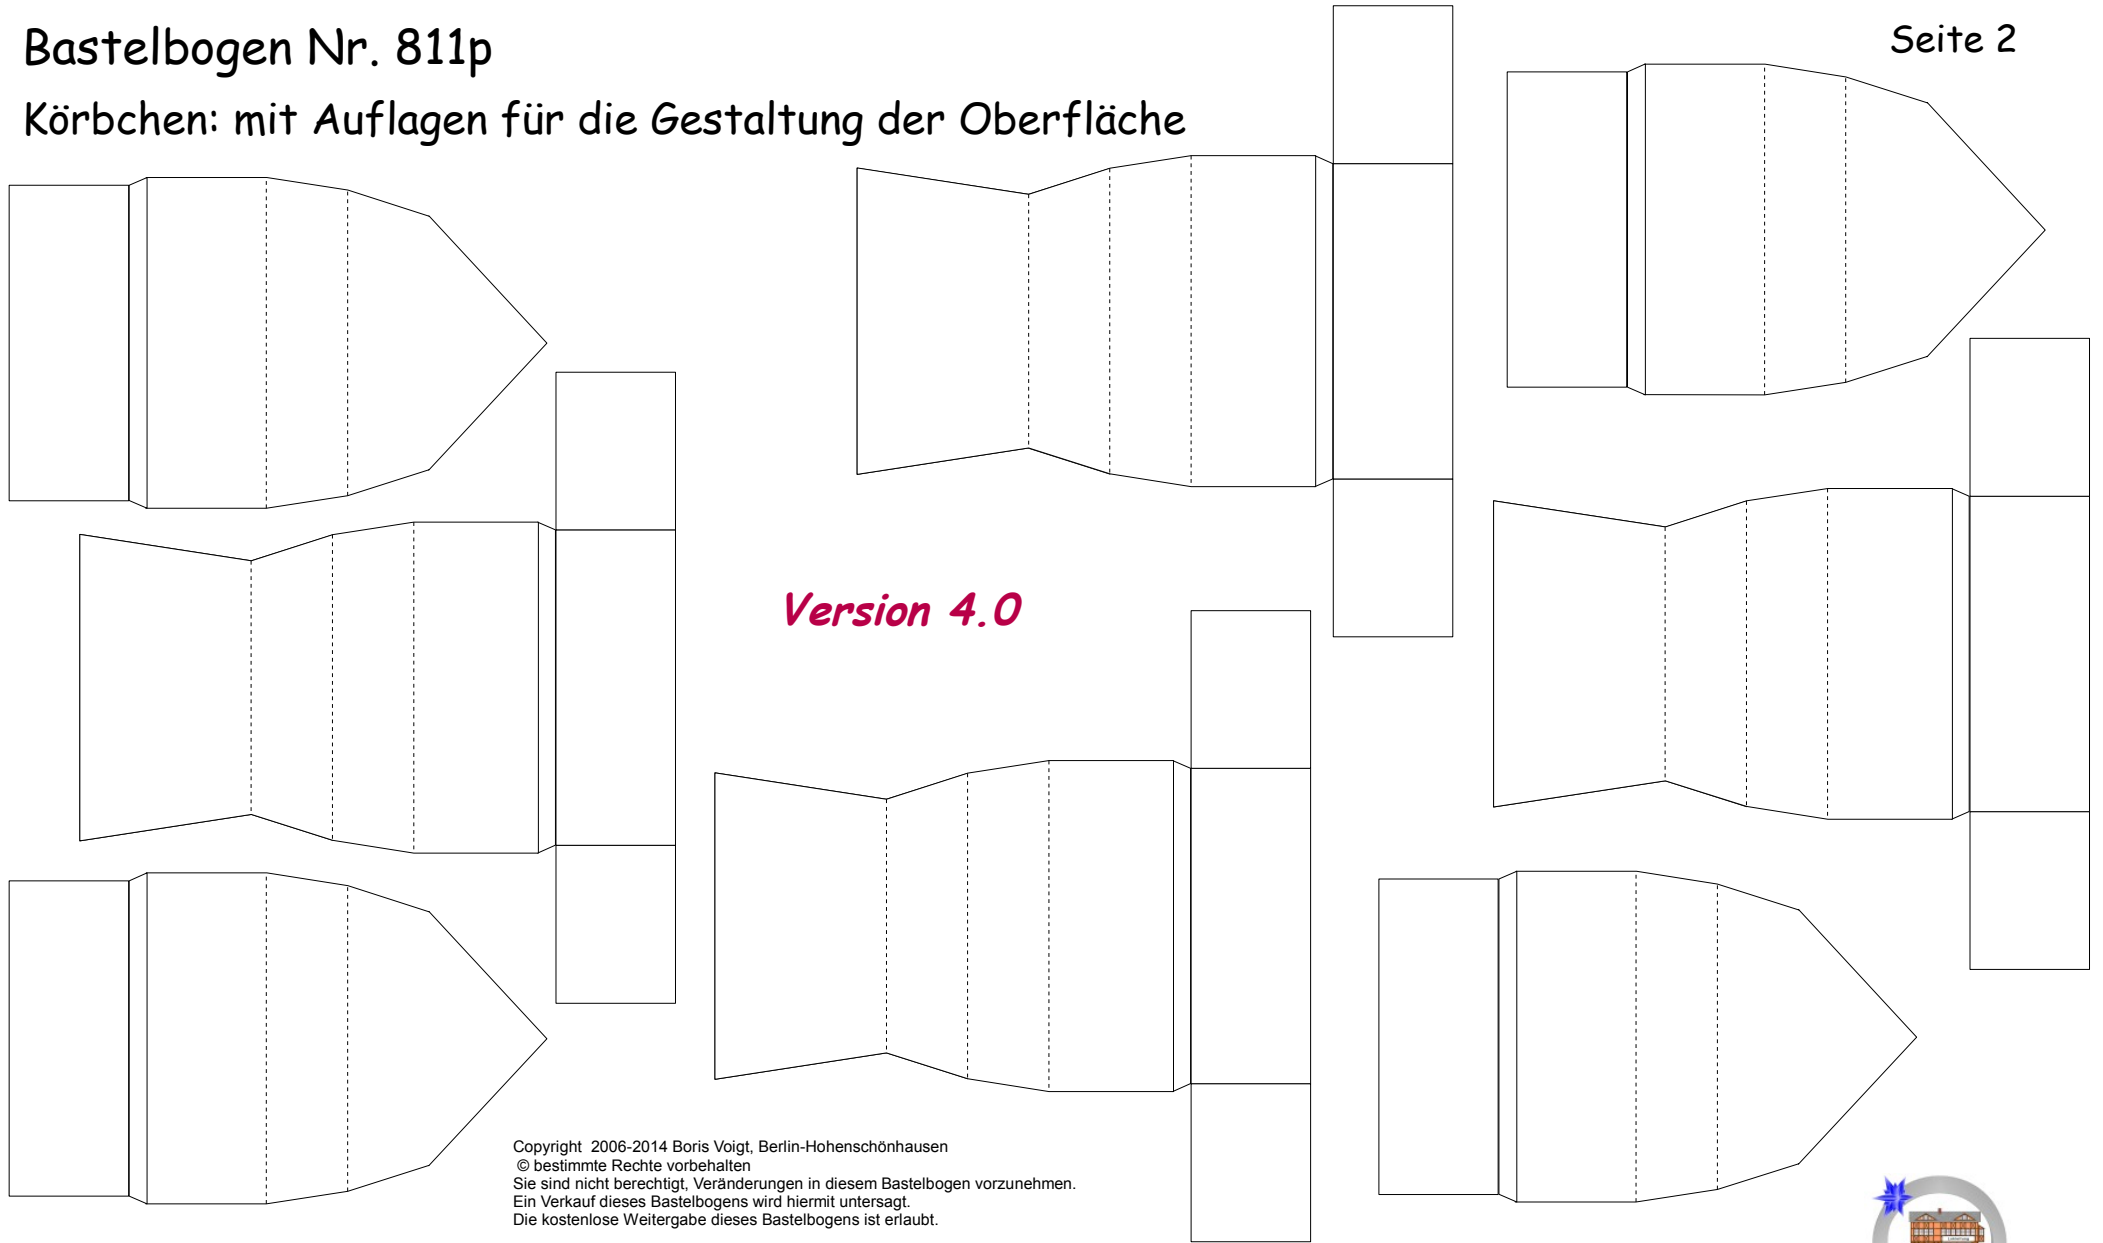 Bastelbogen Nr. 811p
Seite 2
Körbchen: mit Auflagen für die Gestaltung der Oberfläche
Version 4.0
Copyright  2006-2014 Boris Voigt, Berlin-Hohenschönhausen
© bestimmte Rechte vorbehalten
Sie sind nicht berechtigt, Veränderungen in diesem Bastelbogen vorzunehmen.
Ein Verkauf dieses Bastelbogens wird hiermit untersagt.
Die kostenlose Weitergabe dieses Bastelbogens ist erlaubt.